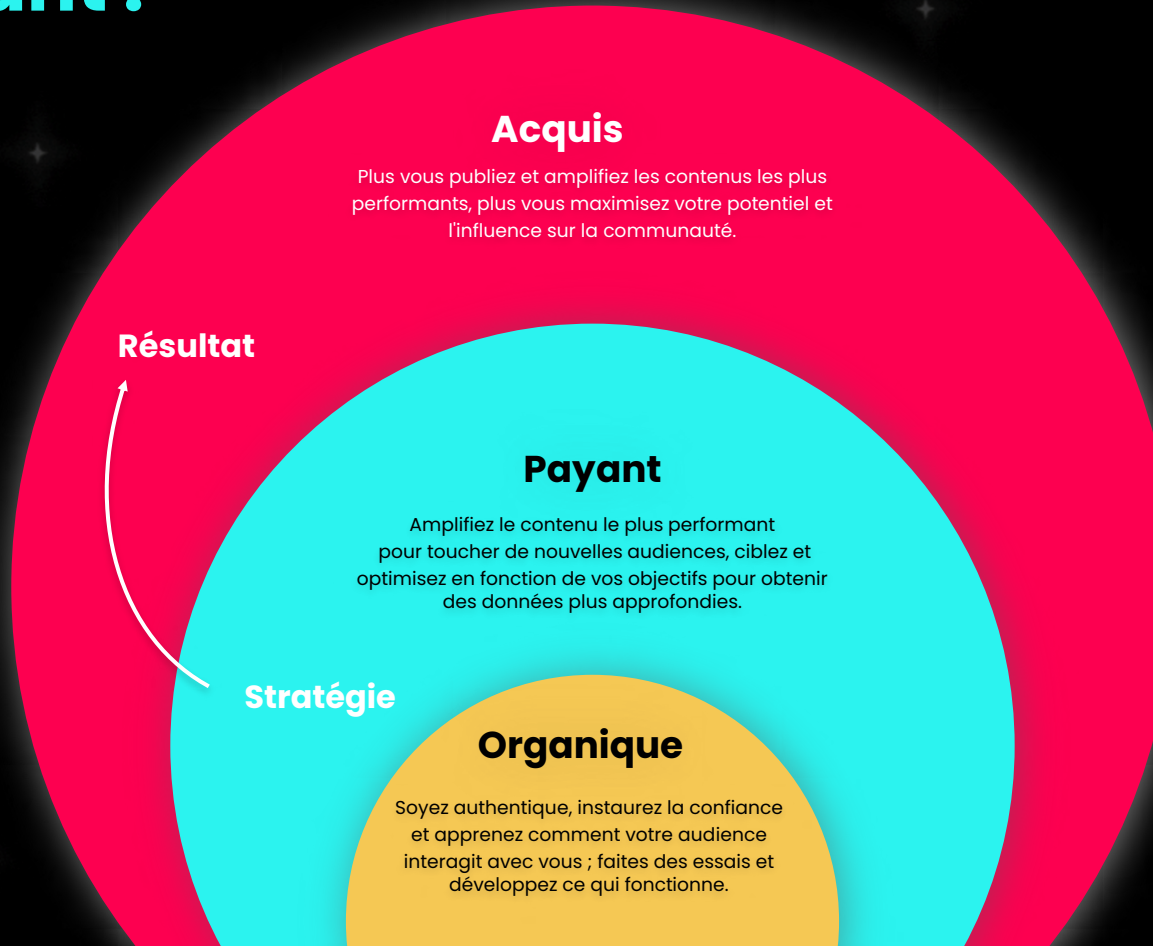 Acquis
Plus vous publiez et amplifiez les contenus les plus
performants, plus vous maximisez votre potentiel et
l'influence sur la communauté.
Résultat
Payant
Amplifiez le contenu le plus performant
pour toucher de nouvelles audiences, ciblez et
optimisez en fonction de vos objectifs pour obtenir
des données plus approfondies.
Stratégie
Organique
Soyez authentique, instaurez la confiance
et apprenez comment votre audience
interagit avec vous ; faites des essais et
développez ce qui fonctionne.